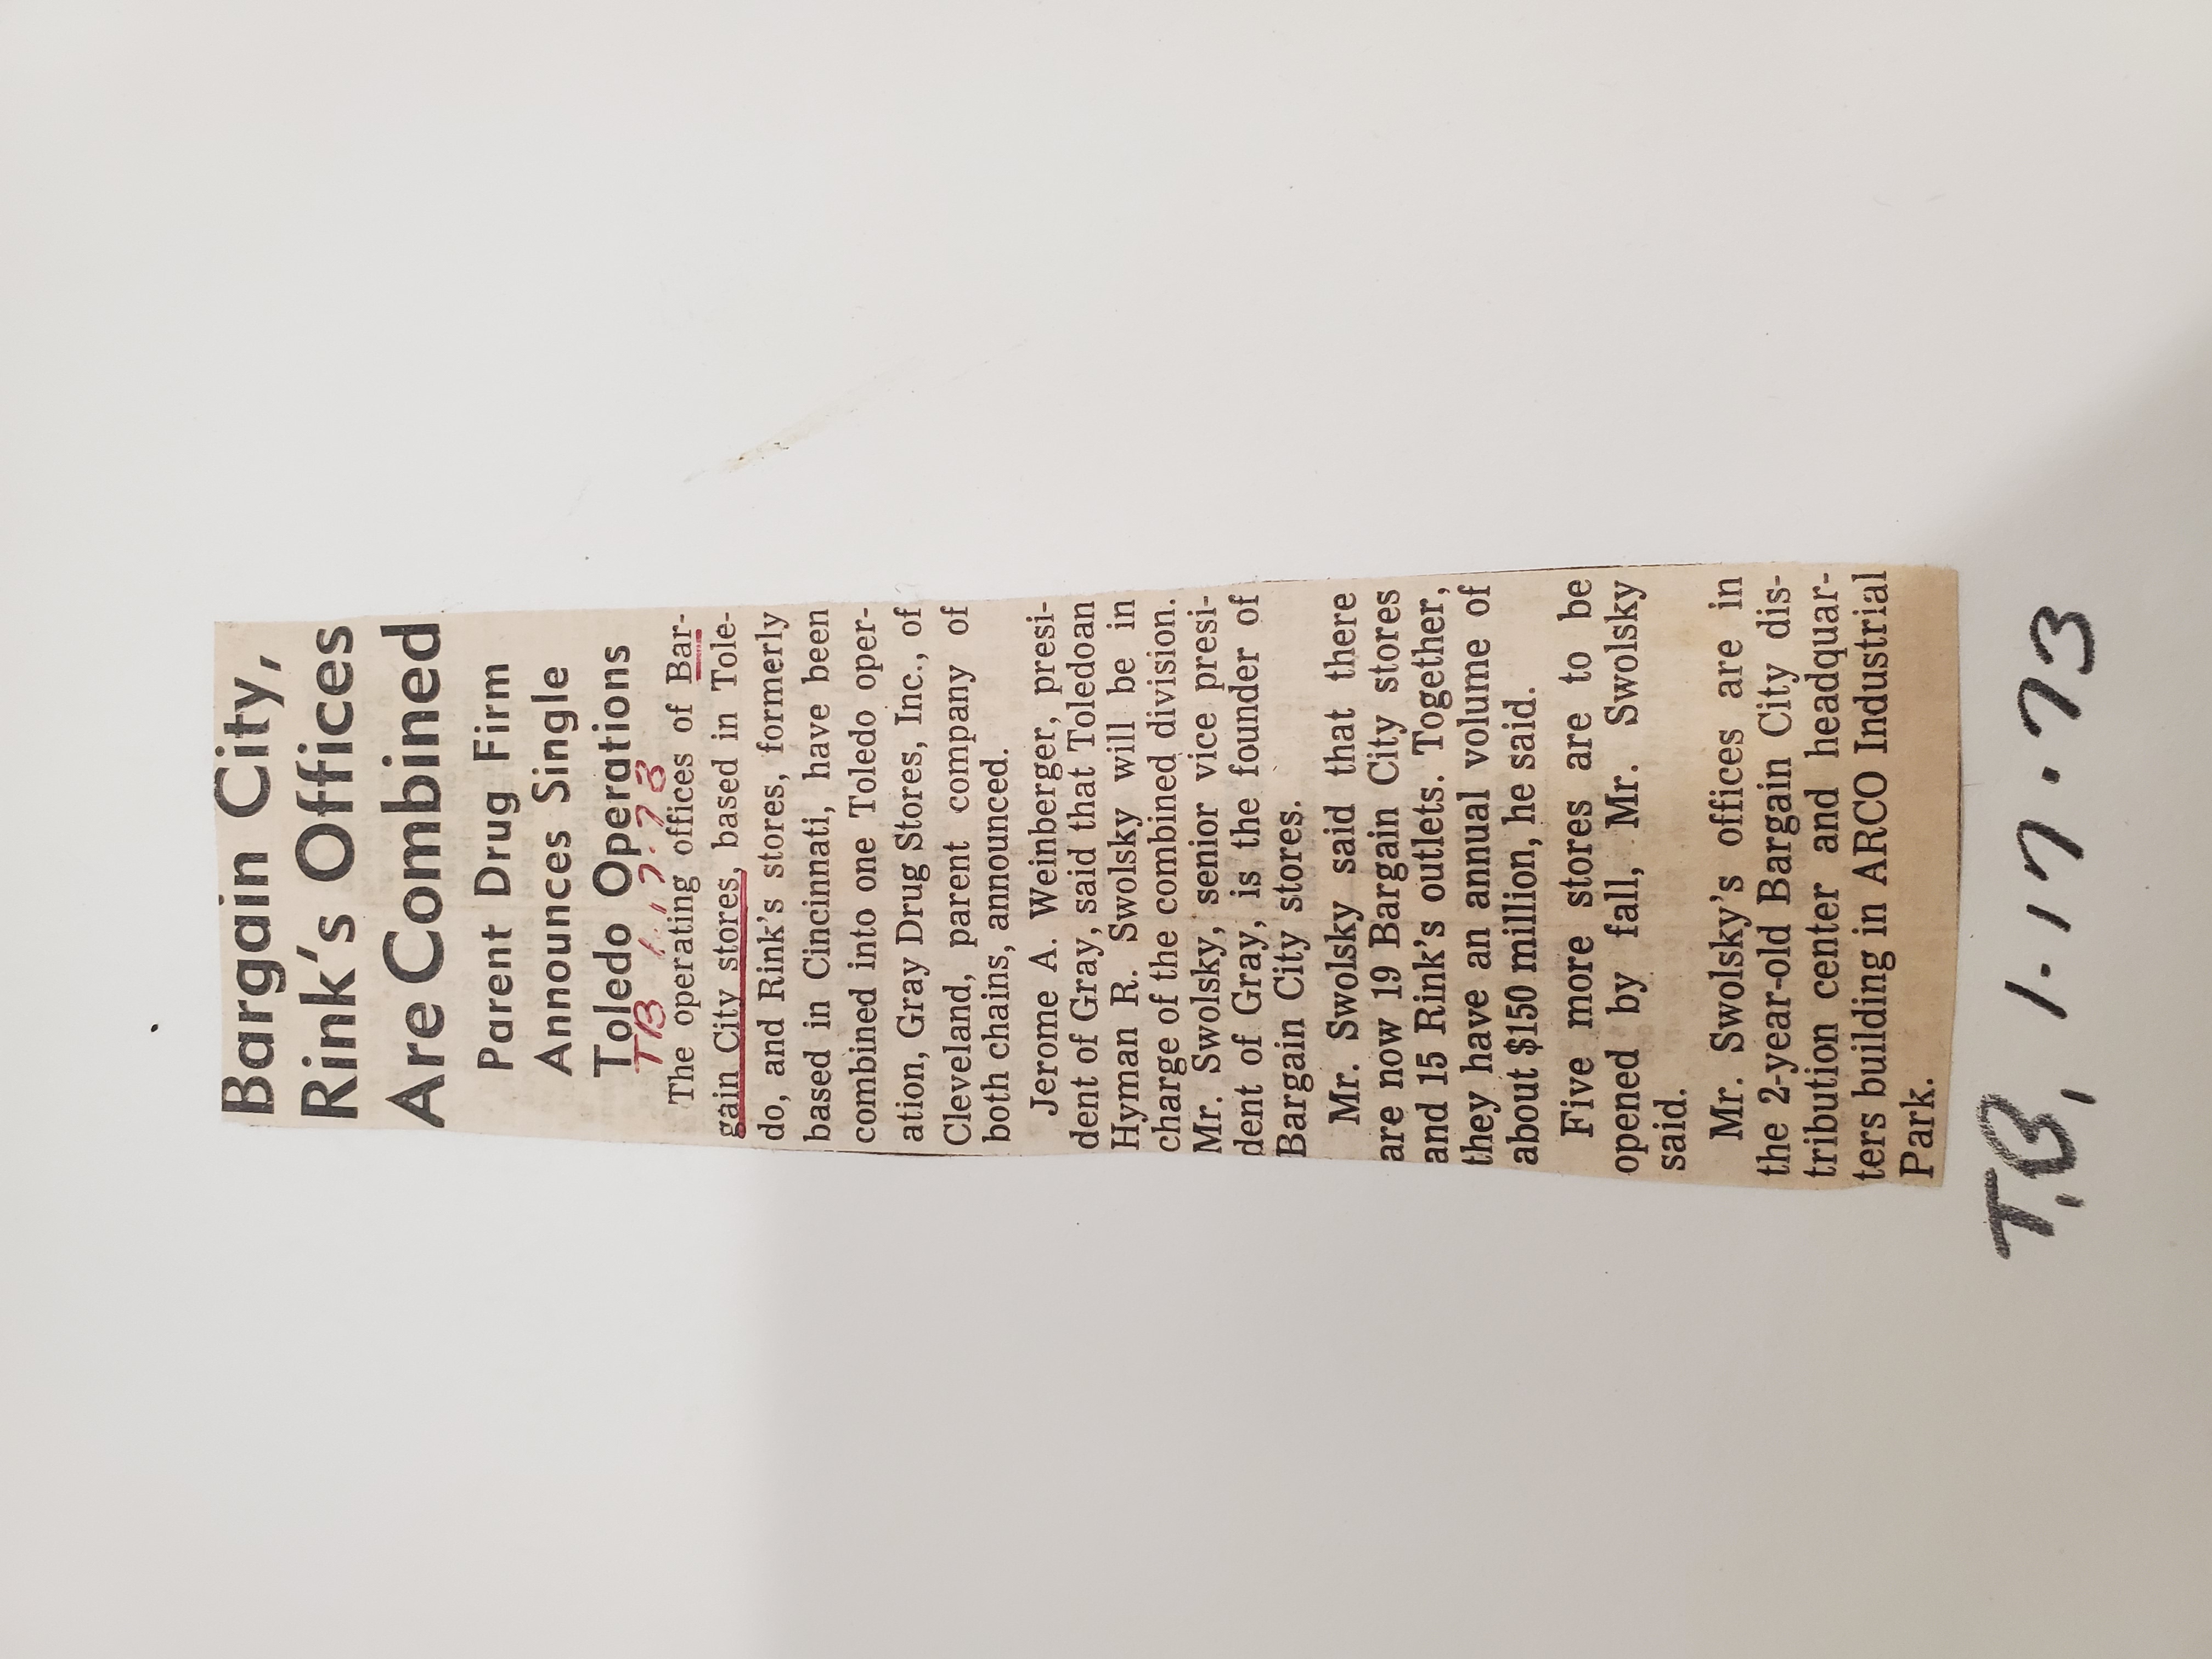 Bargain City,
Rink's Offices
Are Combined
Parent Drug Firm
Announces Single
Toledo Operations
TB 1.17.73
The operating offices of Bar-
gain City stores, based in Tole-
do, and Rink's stores, formerly
based in Cincinnati, have been
combined into one Toledo oper-
ation, Gray Drug Stores, Inc., of
Cleveland, parent company of
both chains, announced.
Jerome A. Weinberger, presi-
dent of Gray, said that Toledoan
Hyman R. Swolsky will be in
charge of the combined division.
Mr. Swolsky, senior vice presi-
dent of Gray, is the founder of
Bargain City stores.
Mr. Swolsky said that there
are now 19 Bargain City stores
and 15 Rink's outlets. Together,
they have an annual volume of
about $150 million, he said.
Five more stores are to be
opened by fall, Mr. Swolsky
said.
Mr. Swolsky's offices are in
the 2-year-old Bargain City dis-
tribution center and headquar-
ters building in ARCO Industrial
Park.
T.B, 1.17.73